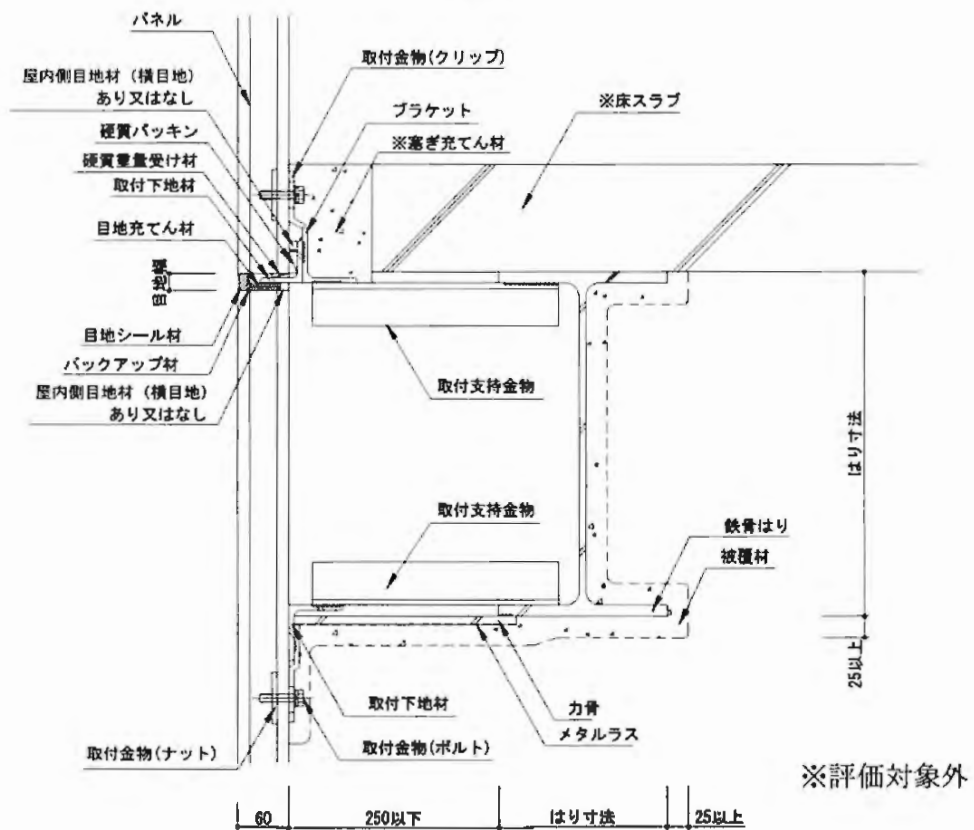 パネル
取付金物(クリップ)
屋内側目地材（横目地）
あり又はなし
ブラケット
※床スラブ
硬質パッキン
※塞ぎ充てん材
硬質重量受け材
取付下地材
目地充てん材
目地幅
目地シール材
バックアップ材
取付支持金物
屋内側目地材（横目地）
あり又はなし
はり寸法
取付支持金物
鉄骨はり
被覆材
25以上
取付下地材
力骨
メタルラス
取付金物(ナット)
取付金物(ボルト)
※評価対象外
60
250以下
はり寸法
25以上